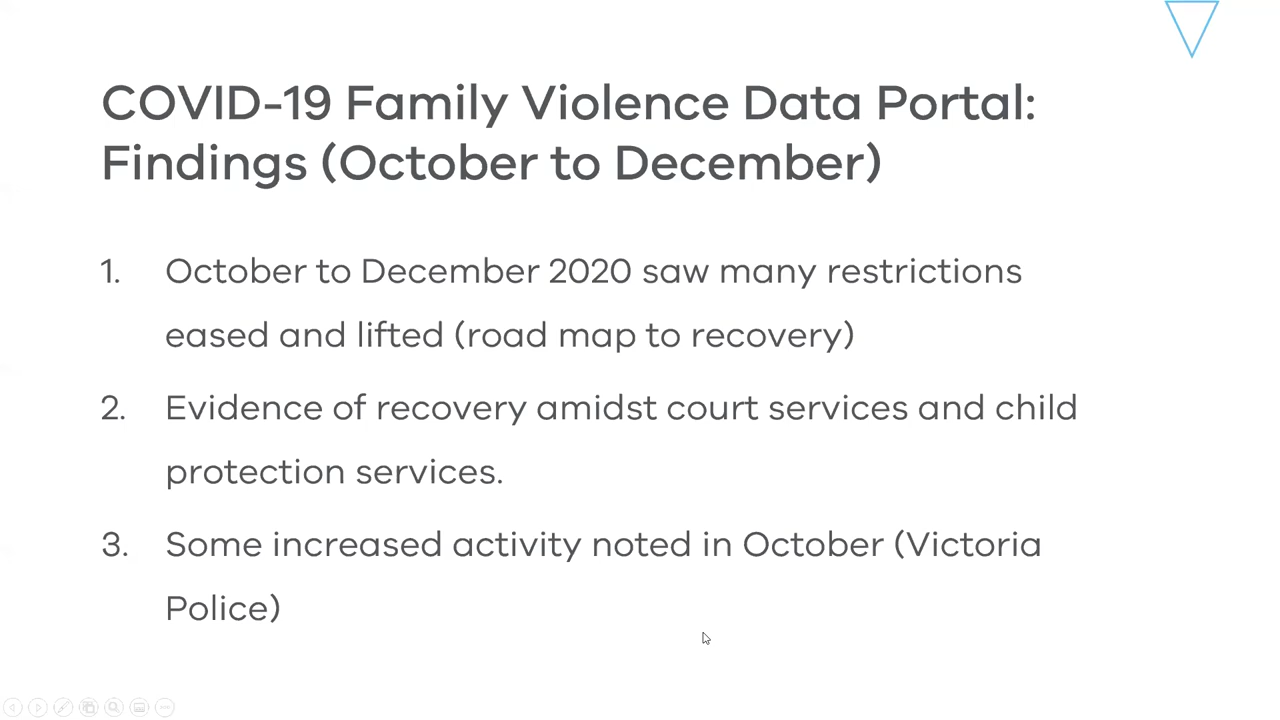 COVID-19 Family Violence Data Portal:
Findings (October to December)
1. October to December 2020 saw many restrictions
eased and lifted (road map to recovery)
2. Evidence of recovery amidst court services and child
protection services.
3. Some increased activity noted in October (Victoria
Police)